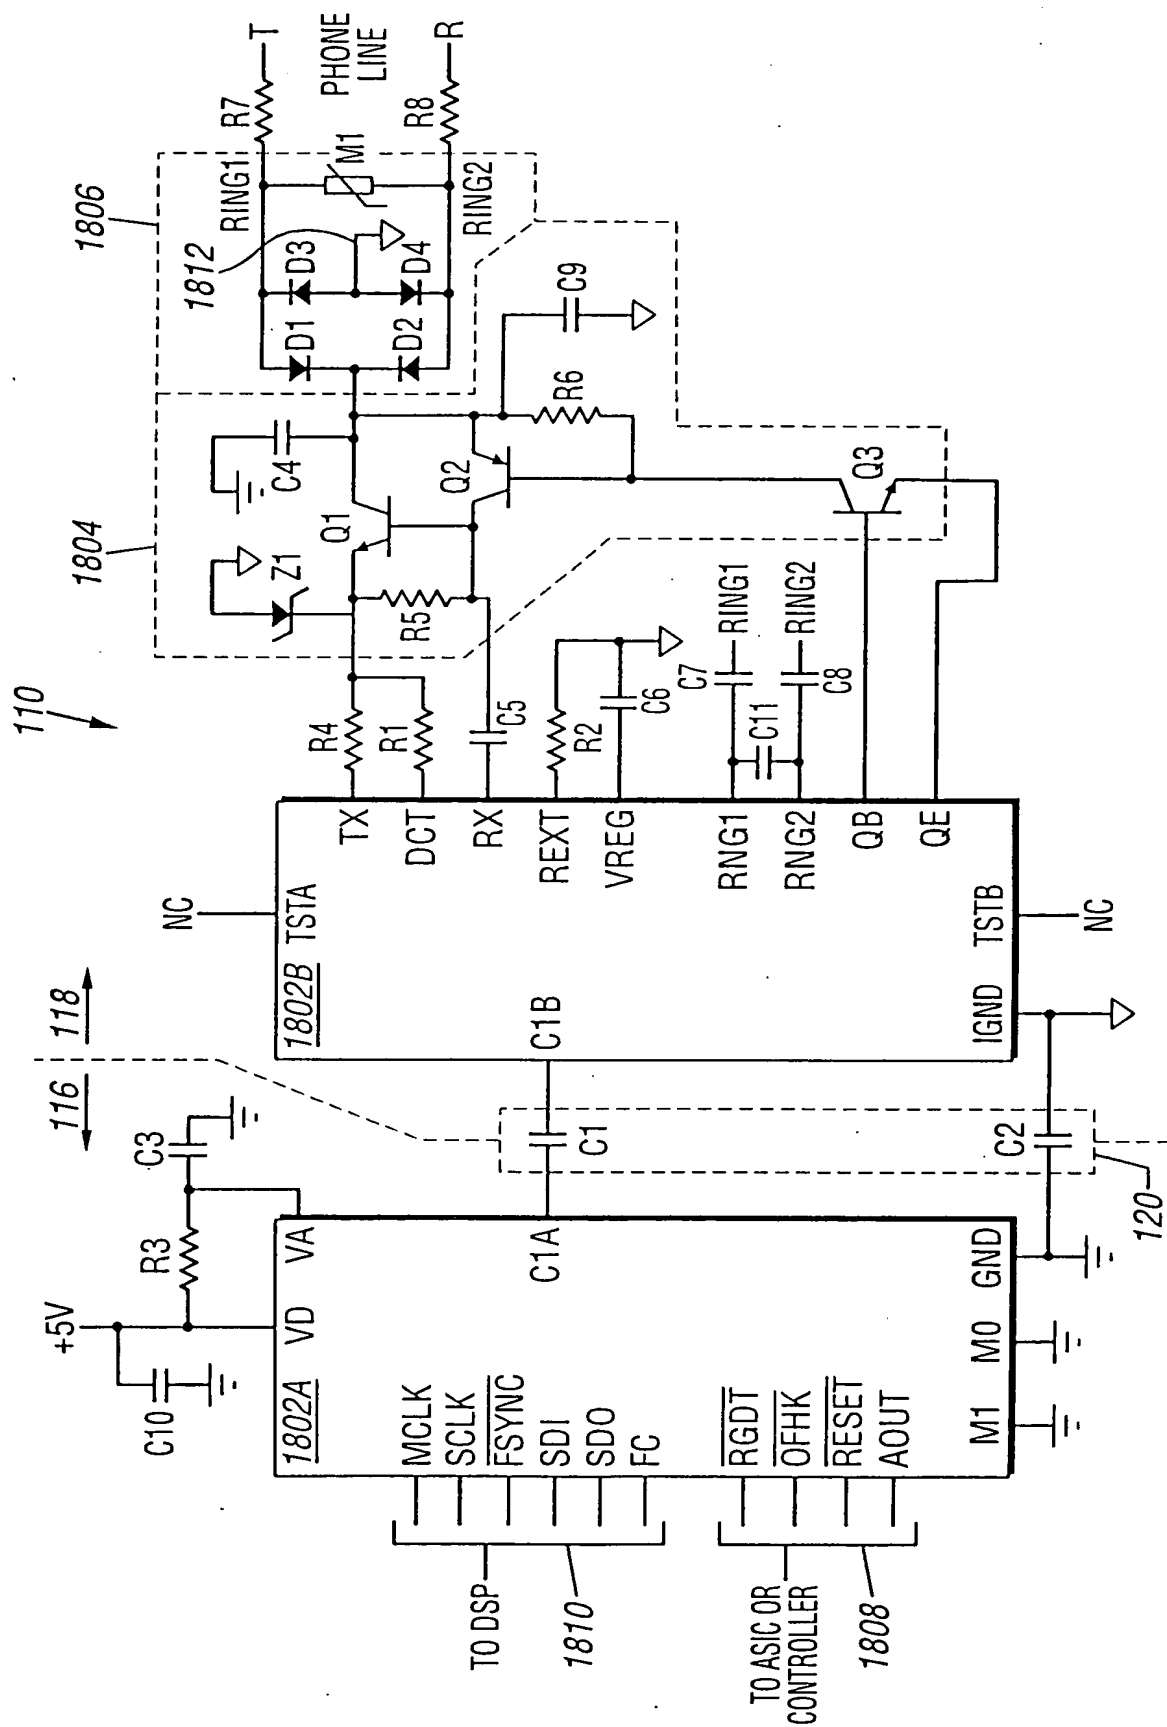 110
116
118
+5V
C10
R3
C3
1802A
VD
VA
MCLK
SCLK
FSYNC
SDI
SDO
FC
TO DSP
1810
RGDT
OFHK
RESET
AOUT
TO ASIC OR
CONTROLLER
1808
C1A
M1
M0
GND
C1
C2
120
NC
1802B
TSTA
C1B
IGND
TSTB
NC
TX
DCT
RX
REXT
VREG
RNG1
RNG2
QB
QE
R4
R1
C5
R2
C6
C7
RING1
C11
C8
RING2
1804
Z1
R5
Q1
C4
Q2
R6
C9
Q3
1806
1812
D1
D3
D2
D4
RING1
M1
RING2
R7
T
PHONE
LINE
R8
R